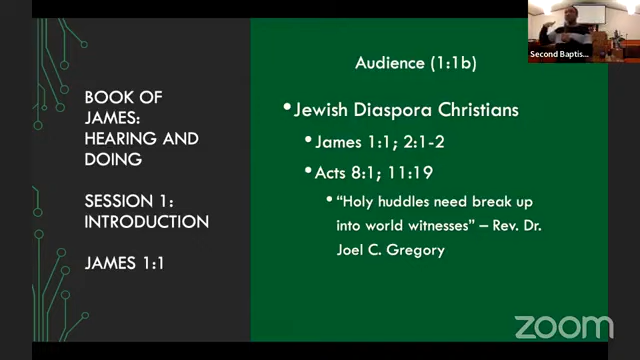 BOOK OF
JAMES:
HEARING AND
DOING
SESSION 1:
INTRODUCTION
JAMES 1:1
Audience (1:1b)
•Jewish Diaspora Christians
•James 1:1; 2:1-2
•Acts 8:1; 11:19
•“Holy huddles need break up
into world witnesses” – Rev. Dr.
Joel C. Gregory
Second Baptis...
zoom